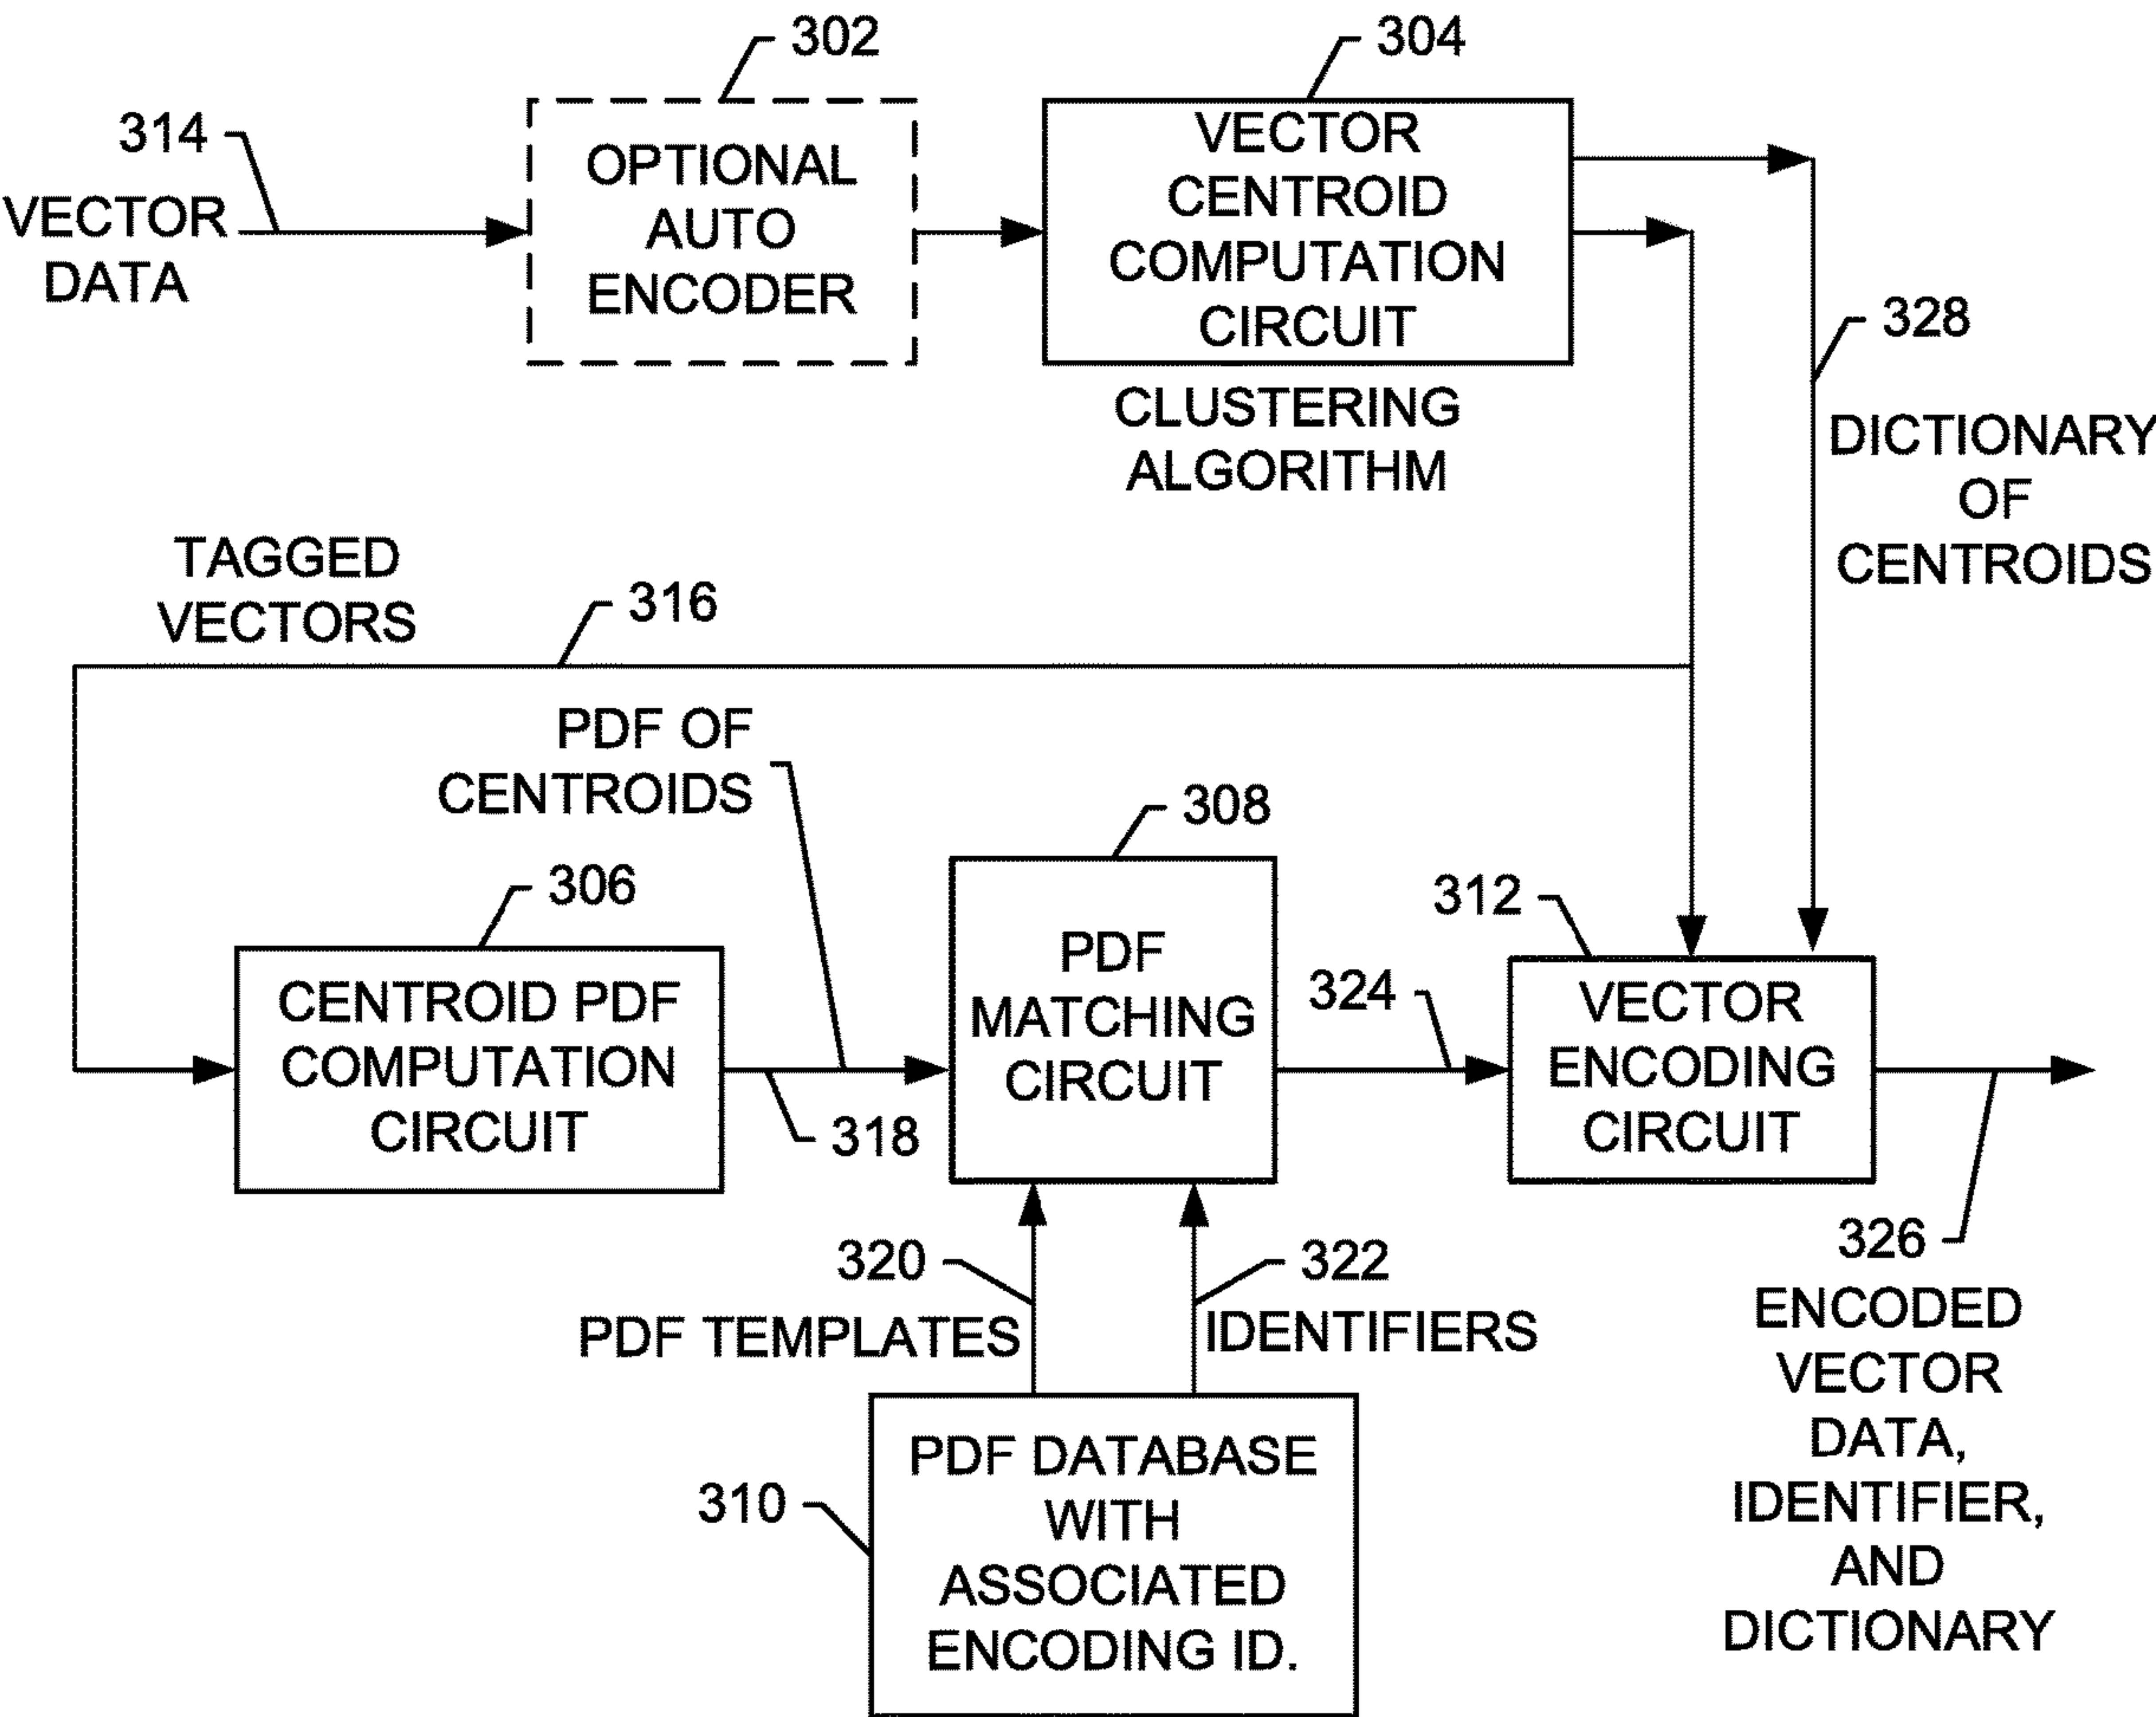 302
304
314
VECTOR
DATA
OPTIONAL
AUTO
ENCODER
VECTOR
CENTROID
COMPUTATION
CIRCUIT
CLUSTERING
ALGORITHM
328
DICTIONARY
OF
CENTROIDS
TAGGED
VECTORS
316
PDF OF
CENTROIDS
308
306
312
CENTROID PDF
COMPUTATION
CIRCUIT
318
PDF
MATCHING
CIRCUIT
324
VECTOR
ENCODING
CIRCUIT
326
ENCODED
VECTOR
DATA,
IDENTIFIER,
AND
DICTIONARY
320
PDF TEMPLATES
322
IDENTIFIERS
310
PDF DATABASE
WITH
ASSOCIATED
ENCODING ID.